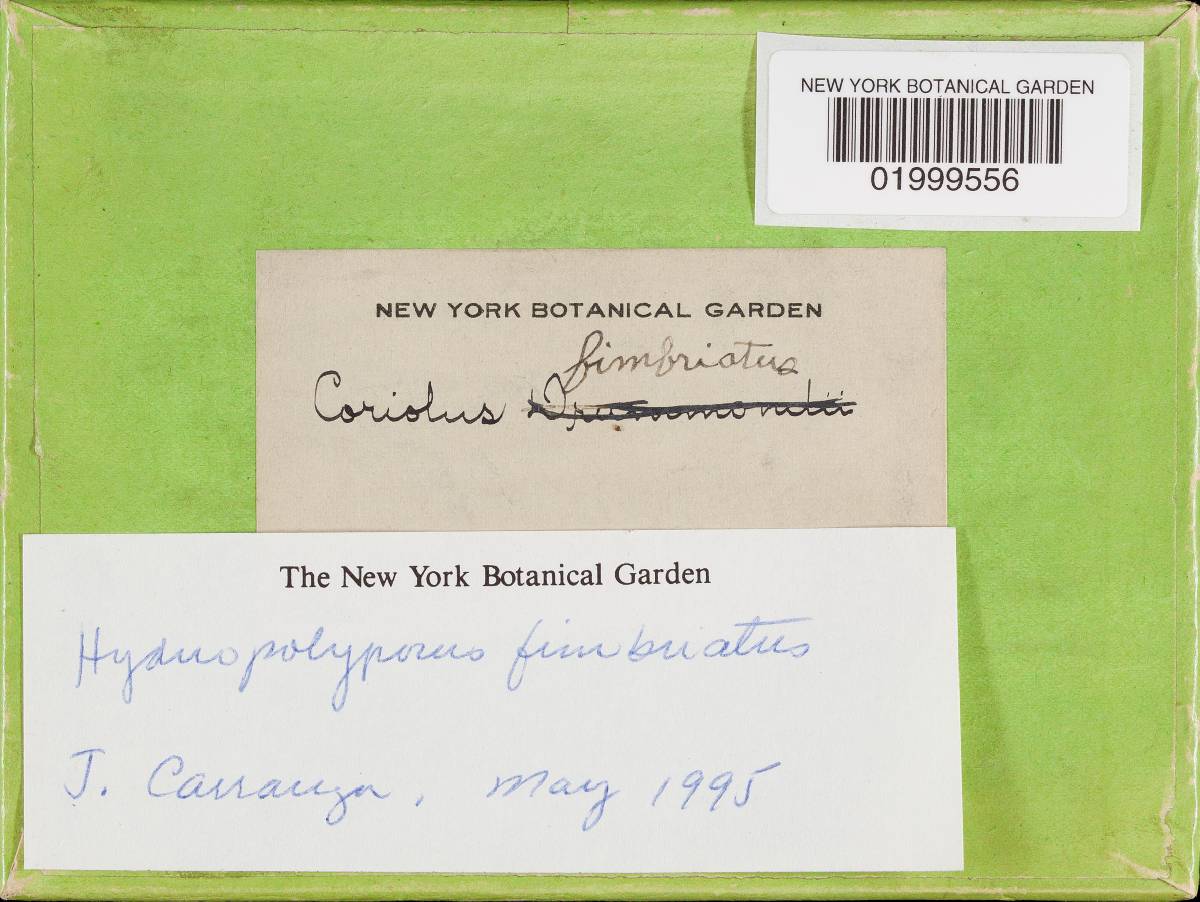 NEW YORK BOTANICAL GARDEN
01999556
NEW YORK BOTANICAL GARDEN
fimbriatus
Coriolus Drummondii
The New York Botanical Garden
Hydnopolyporus fimbriatus
J. Carranza, May 1995